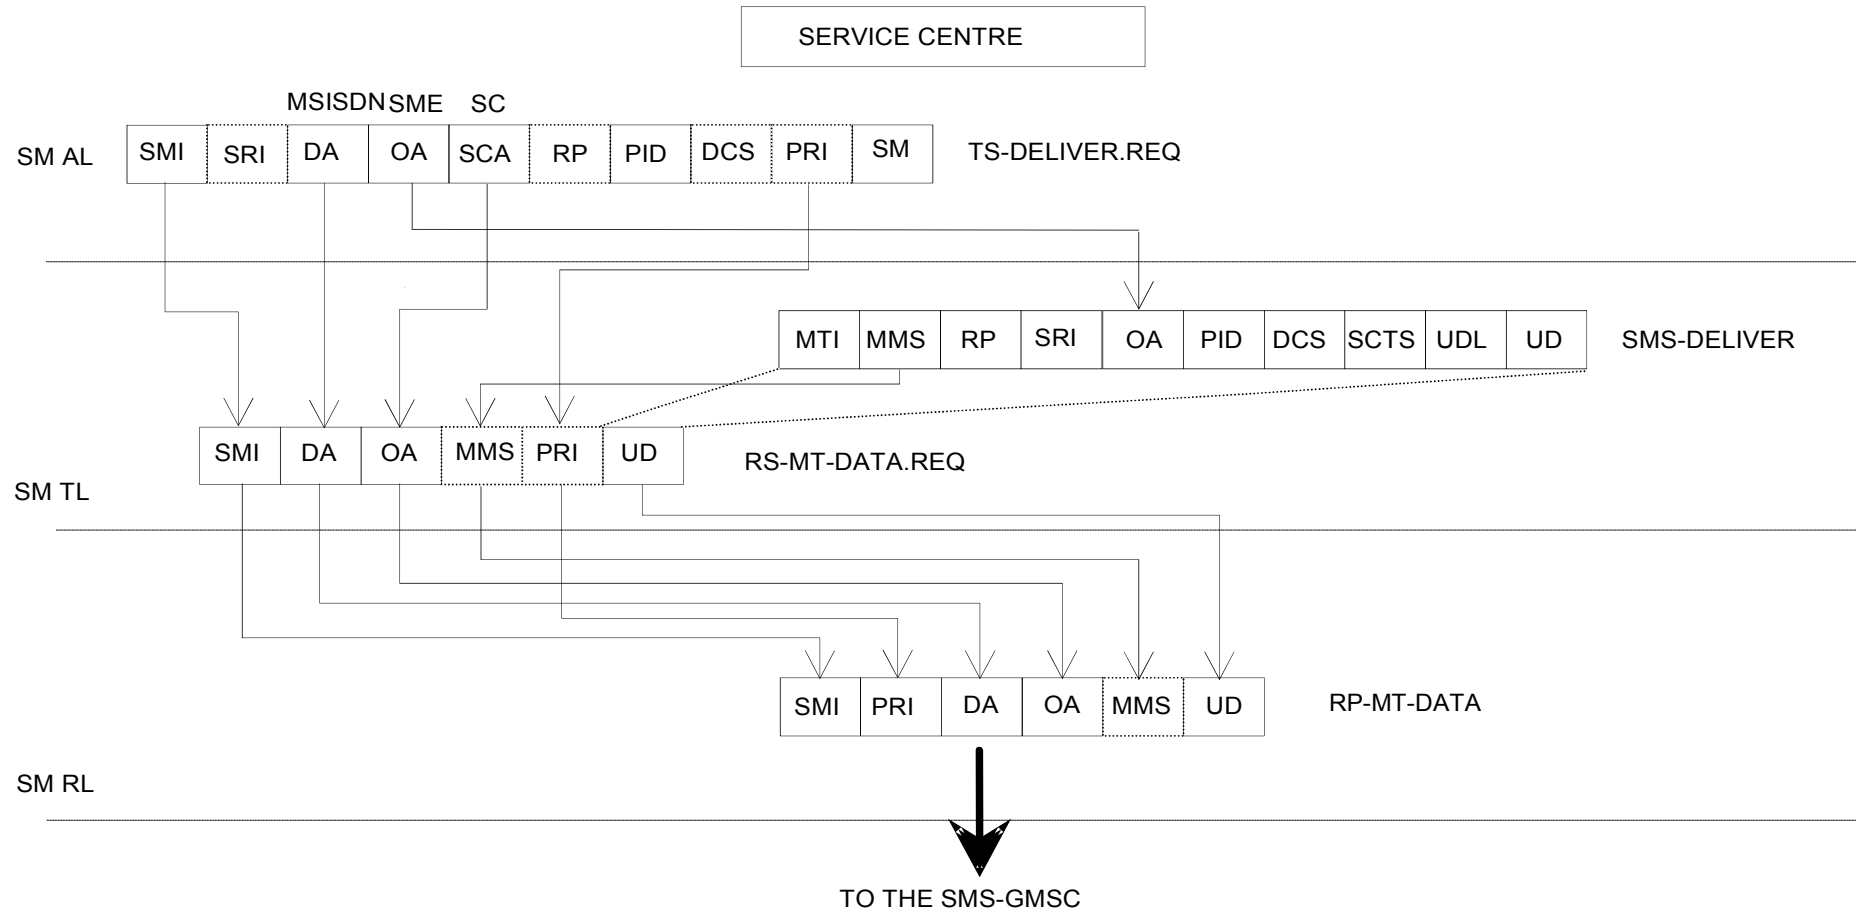 SERVICE CENTRE
MSISDN SME SC
SM AL SMI SRI DA OA SCA RP PID DCS PRI SM TS-DELIVER.REQ
MTI MMS RP SRI OA PID DCS SCTS UDL UD SMS-DELIVER
SMI DA OA MMS PRI UD RS-MT-DATA.REQ
SM TL
SMI PRI DA OA MMS UD RP-MT-DATA
SM RL
TO THE SMS-GMSC